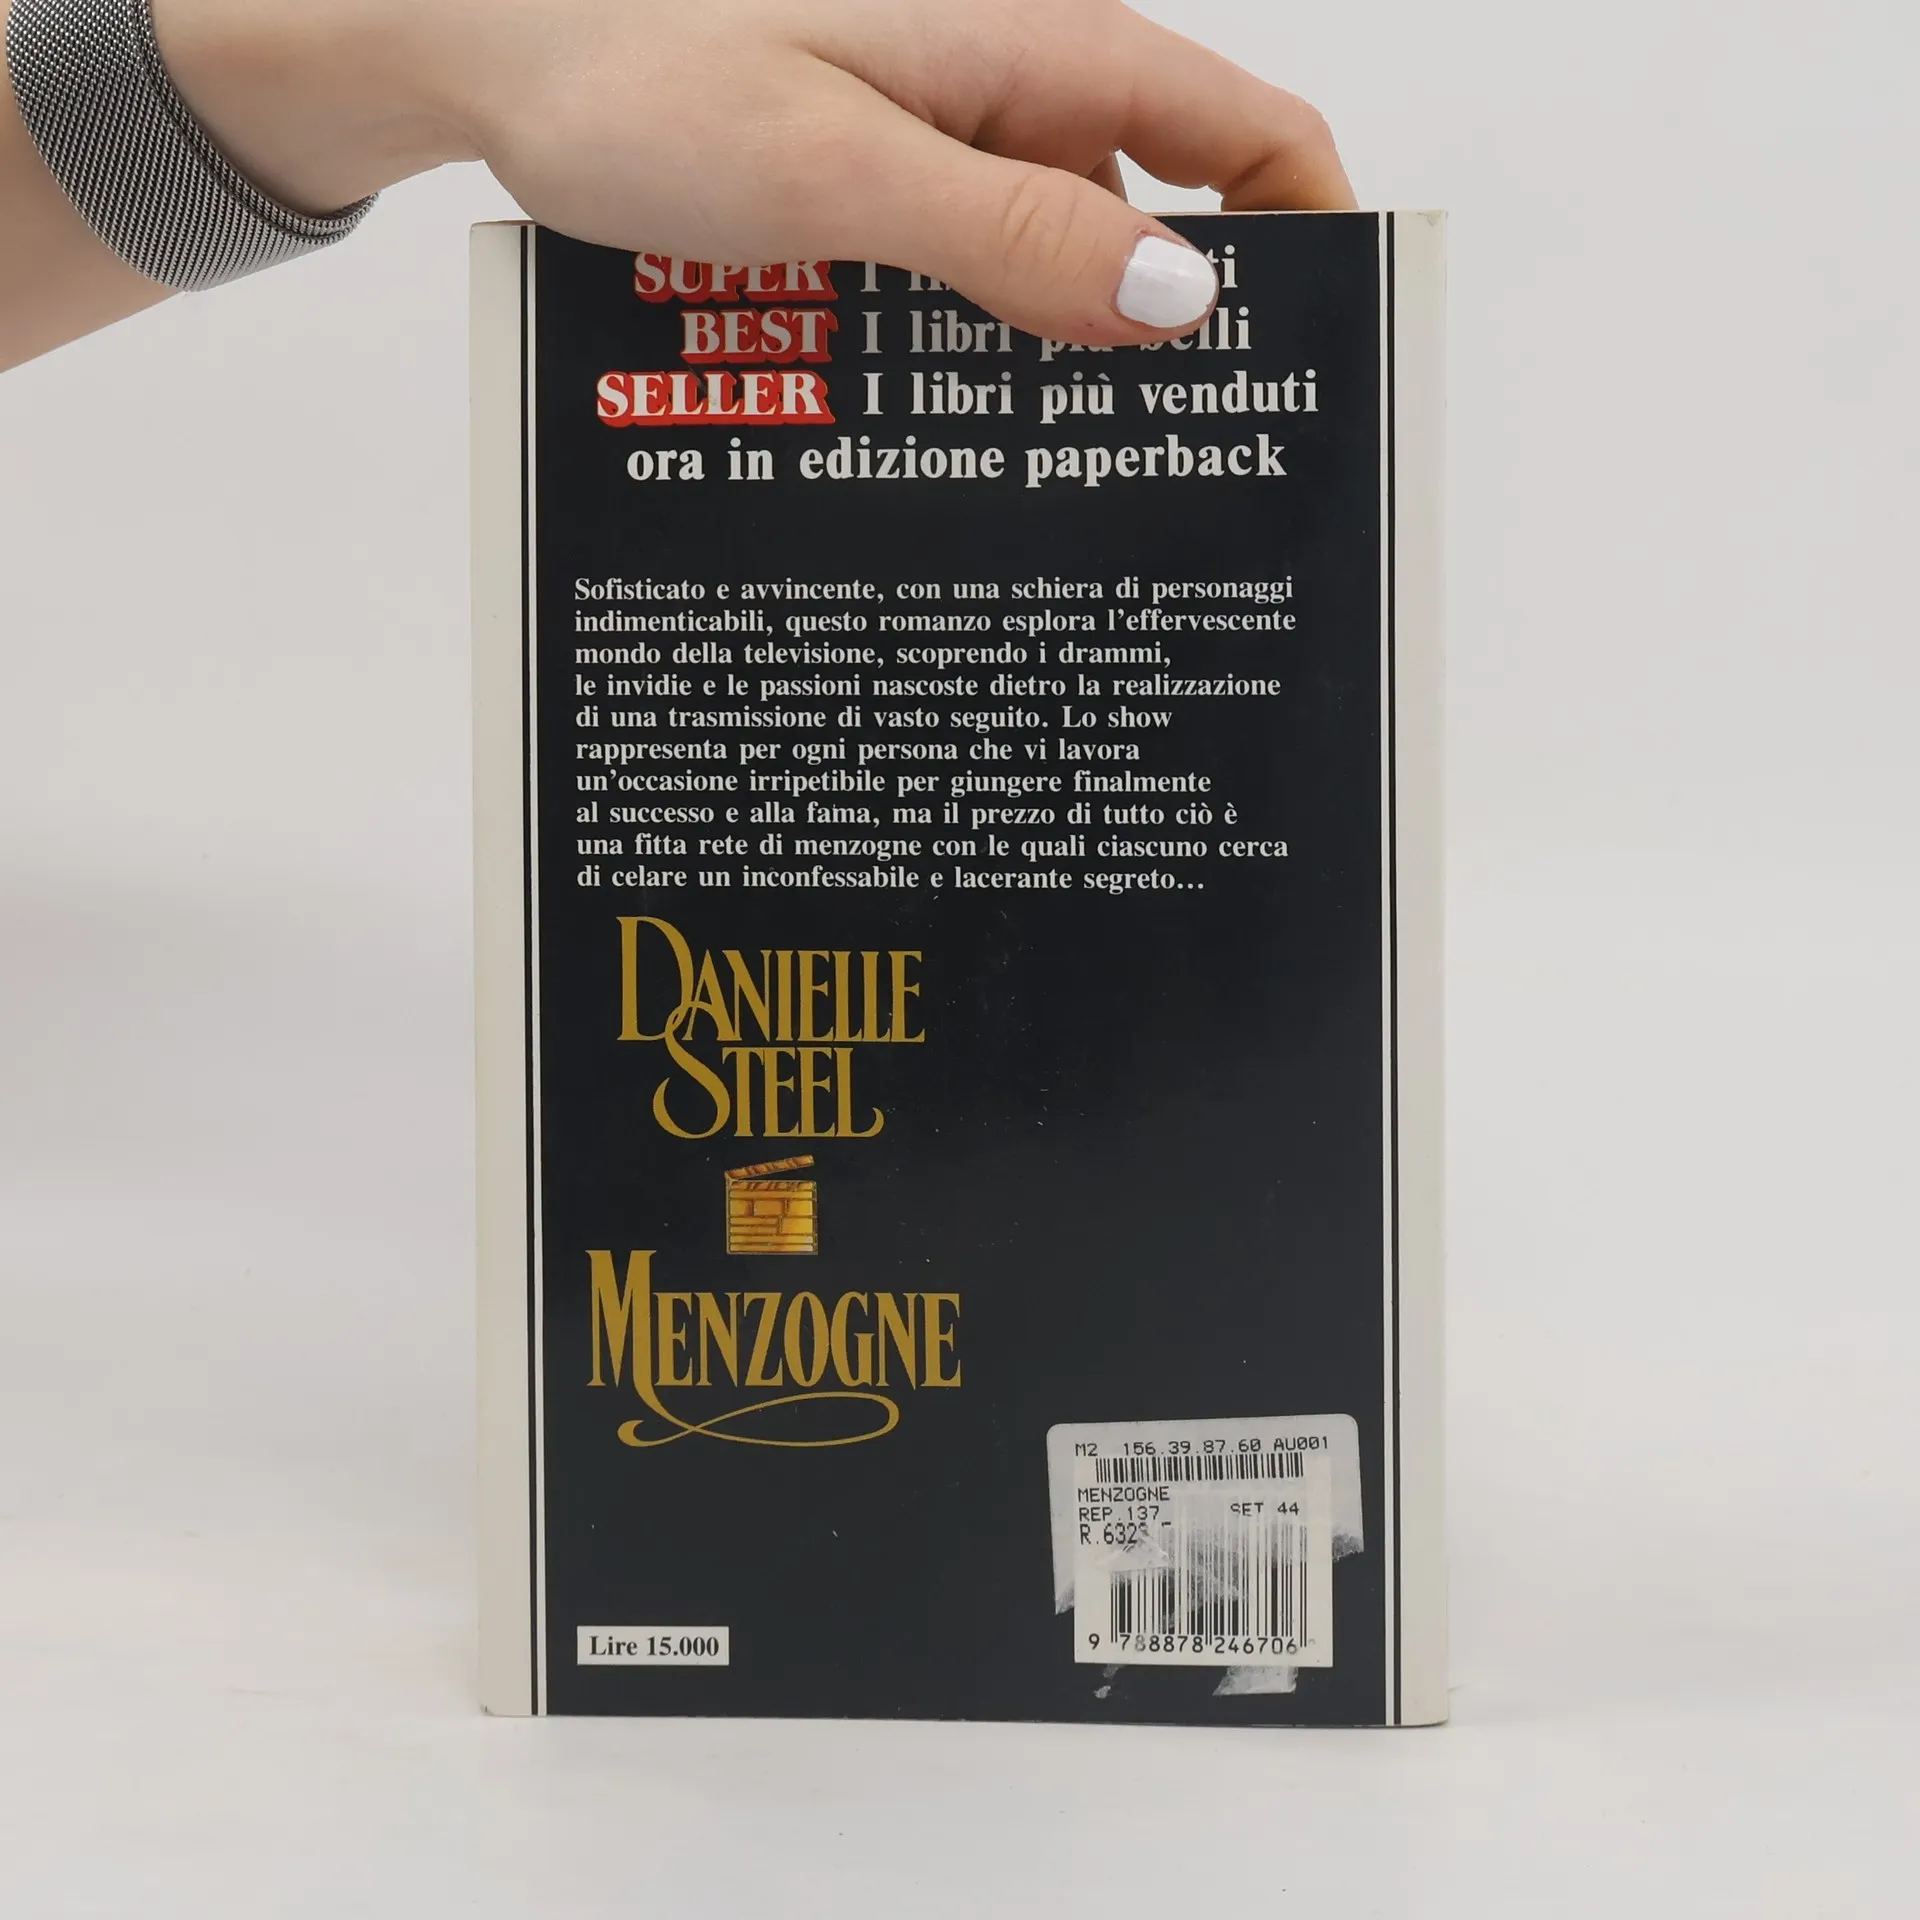 SUPER
BEST I libri più belli
SELLER I libri più venduti
ora in edizione paperback
Sofisticato e avvincente, con una schiera di personaggi
indimenticabili, questo romanzo esplora l'effervescente
mondo della televisione, scoprendo i drammi,
le invidie e le passioni nascoste dietro la realizzazione
di una trasmissione di vasto seguito. Lo show
rappresenta per ogni persona che vi lavora
un'occasione irripetibile per giungere finalmente
al successo e alla fama, ma il prezzo di tutto ciò è
una fitta rete di menzogne con le quali ciascuno cerca
di celare un inconfessabile e lacerante segreto...
DANIELLE
STEEL
MENZOGNE
M2 156.39.87.60 AU001
MENZOGNE
REP.137 SET 44
Lire 15.000
9 788878 246706